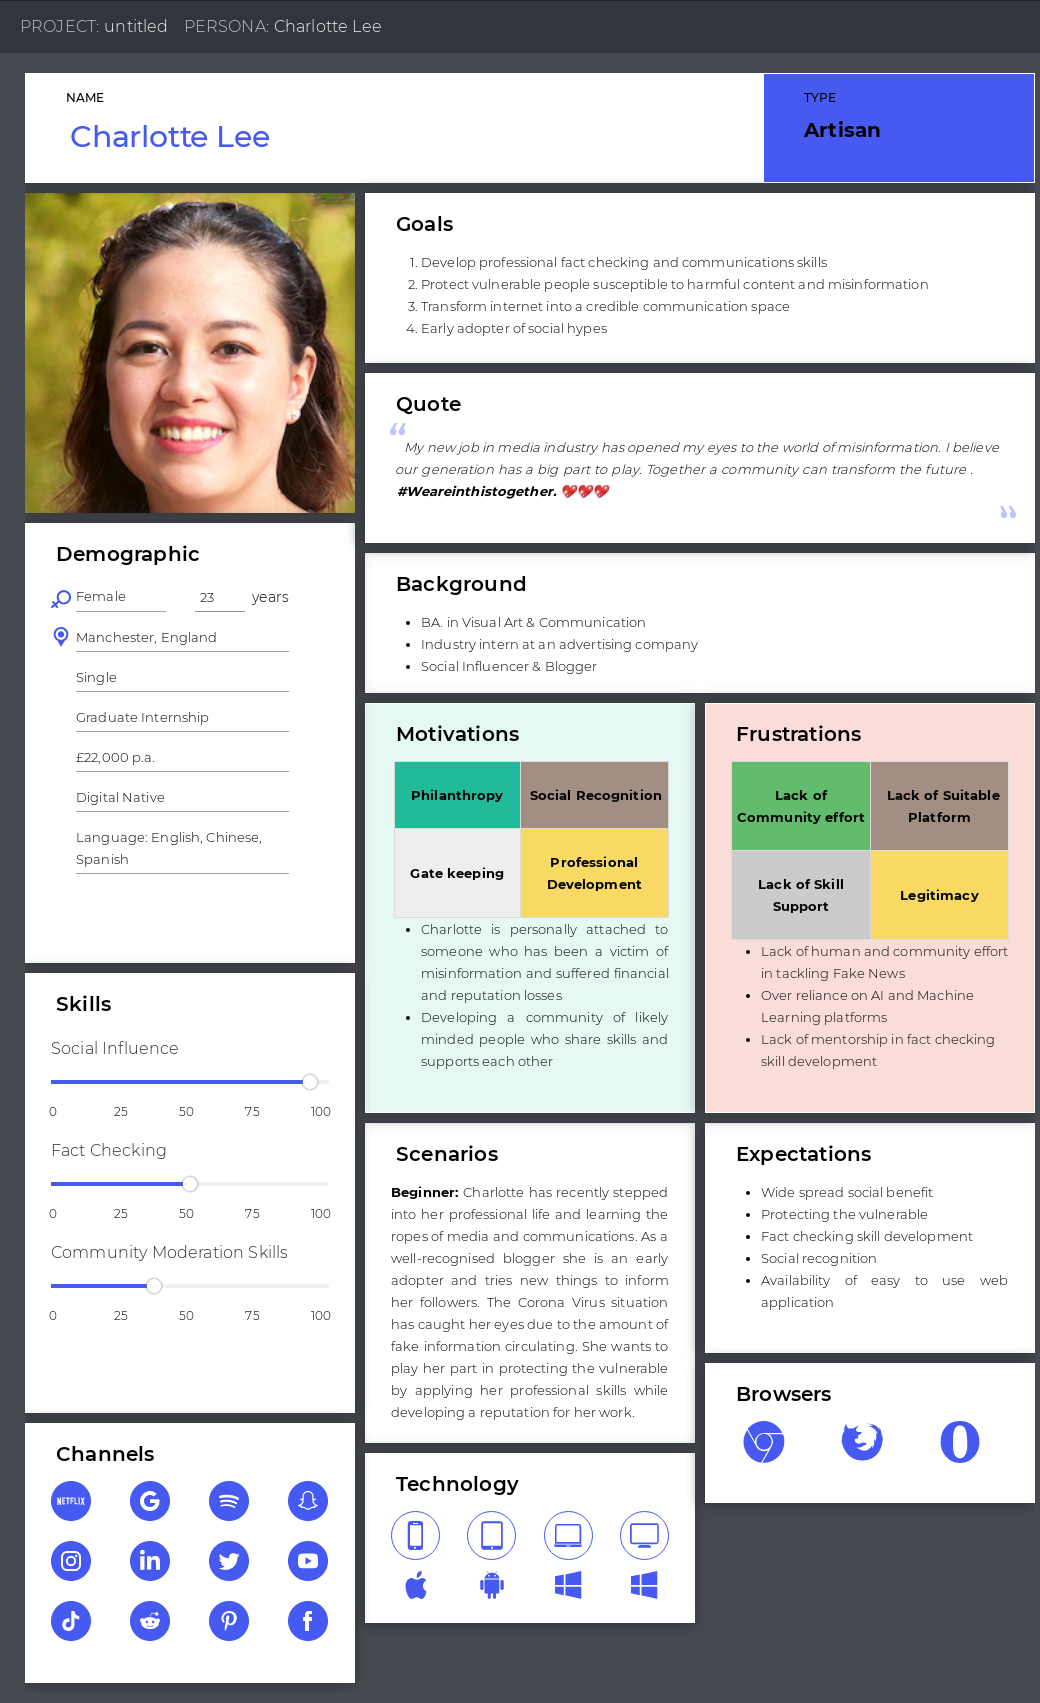 PROJECT: untitled PERSONA: Charlotte Lee
NAME
Charlotte Lee
TYPE
Artisan
Goals
1. Develop professional fact checking and communications skills
2. Protect vulnerable people susceptible to harmful content and misinformation
3. Transform internet into a credible communication space
4. Early adopter of social hypes
Quote
“ My new job in media industry has opened my eyes to the world of misinformation. I believe
our generation has a big part to play. Together a community can transform the future .
#Weareinthistogether. 💖💖💖
”
Demographic
Female 23 years
Manchester, England
Single
Graduate Internship
£22,000 p.a.
Digital Native
Language: English, Chinese,
Spanish
Background
• BA. in Visual Art & Communication
• Industry intern at an advertising company
• Social Influencer & Blogger
Motivations
Philanthropy
Social Recognition
Gate keeping
Professional
Development
• Charlotte is personally attached to
someone who has been a victim of
misinformation and suffered financial
and reputation losses
• Developing a community of likely
minded people who share skills and
supports each other
Frustrations
Lack of
Community effort
Lack of Suitable
Platform
Lack of Skill
Support
Legitimacy
• Lack of human and community effort
in tackling Fake News
• Over reliance on AI and Machine
Learning platforms
• Lack of mentorship in fact checking
skill development
Skills
Social Influence
0 25 50 75 100
Fact Checking
0 25 50 75 100
Community Moderation Skills
0 25 50 75 100
Scenarios
Beginner: Charlotte has recently stepped
into her professional life and learning the
ropes of media and communications. As a
well-recognised blogger she is an early
adopter and tries new things to inform
her followers. The Corona Virus situation
has caught her eyes due to the amount of
fake information circulating. She wants to
play her part in protecting the vulnerable
by applying her professional skills while
developing a reputation for her work.
Expectations
• Wide spread social benefit
• Protecting the vulnerable
• Fact checking skill development
• Social recognition
• Availability of easy to use web
application
Browsers
Channels
NETFLIX
Technology